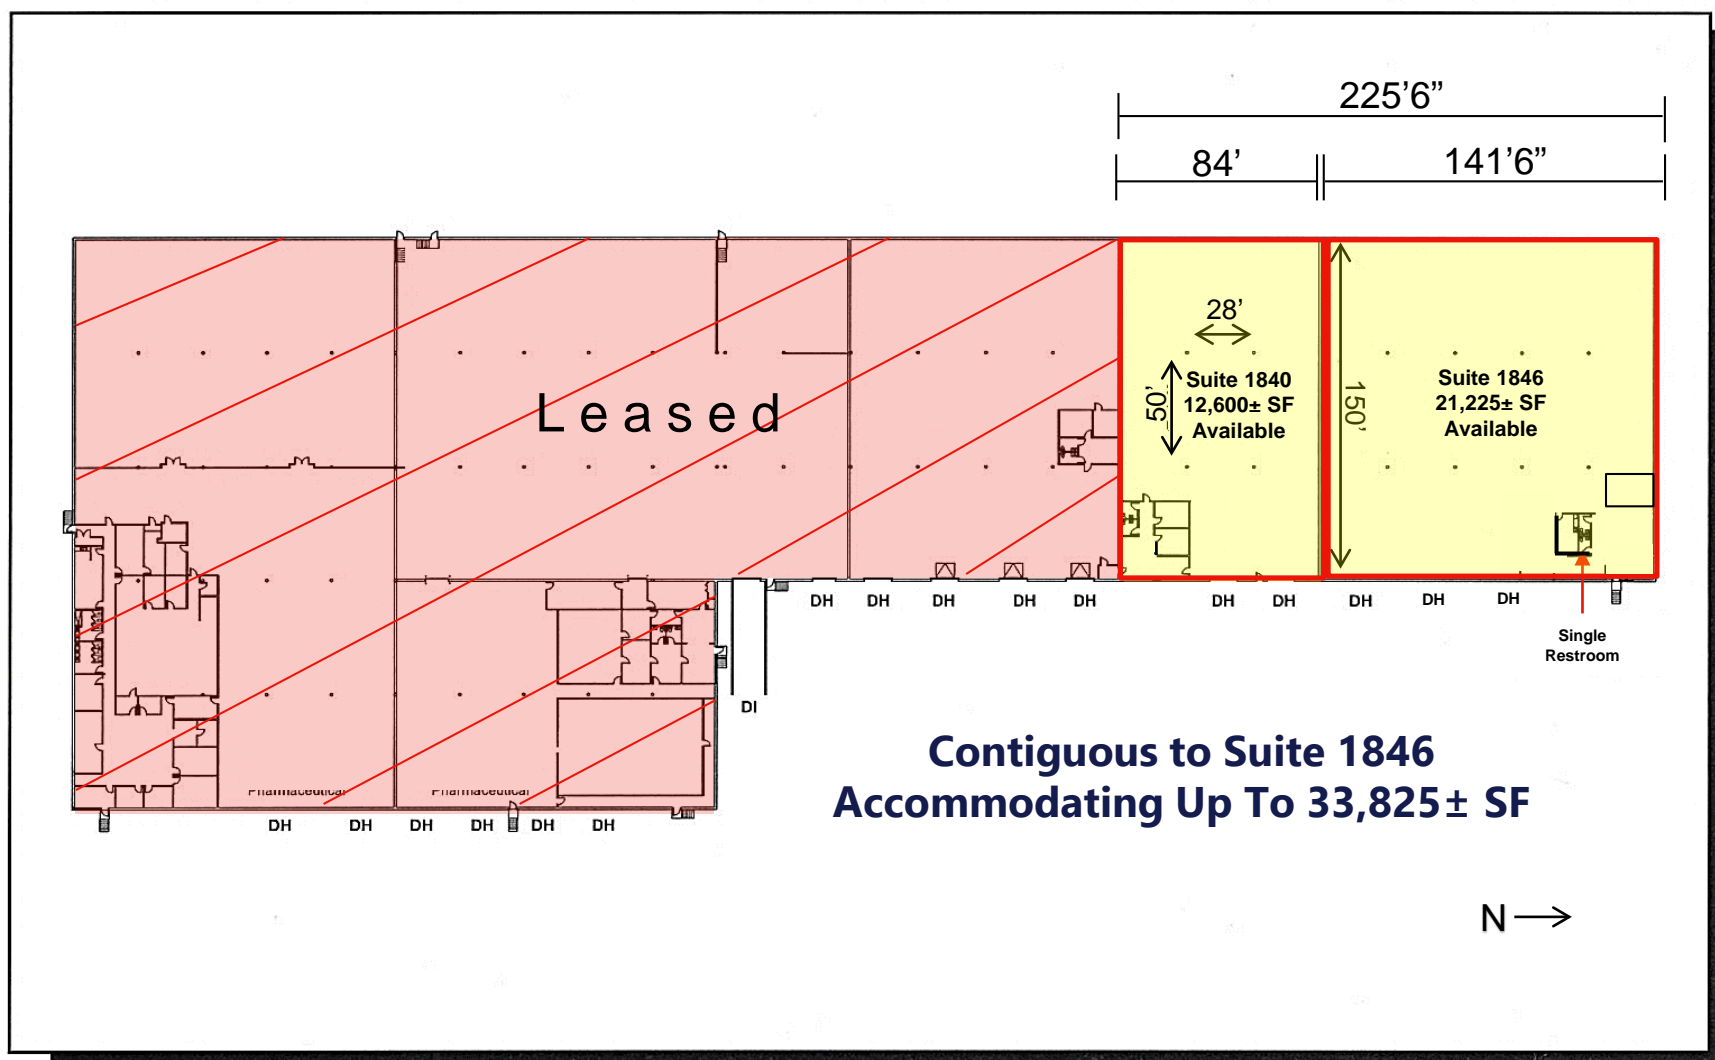 225’6”
84’
141’6”
28’
Leased
50’
Suite 1840
12,600± SF
Available
150’
Suite 1846
21,225± SF
Available
DH DH DH DH DH DH DH DH DH DH
Single
Restroom
DI
Contiguous to Suite 1846
Accommodating Up To 33,825± SF
Pharmaceutical Pharmaceutical
DH DH DH DH DH DH
N